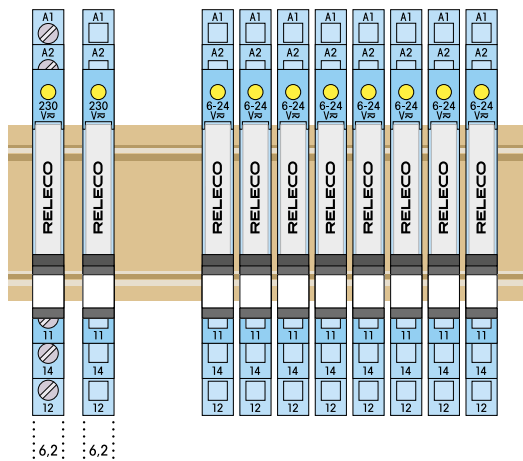 A1 A1 A1 A1 A1 A1 A1 A1 A1 A1
A2 A2 A2 A2 A2 A2 A2 A2 A2 A2
230 230 6-24 6-24 6-24 6-24 6-24 6-24 6-24 6-24
V≂ V≂ V≂ V≂ V≂ V≂ V≂ V≂ V≂ V≂
RELECO RELECO RELECO RELECO RELECO RELECO RELECO RELECO RELECO RELECO
11 11 11 11 11 11 11 11 11 11
14 14 14 14 14 14 14 14 14 14
12 12 12 12 12 12 12 12 12 12
6,2 6,2